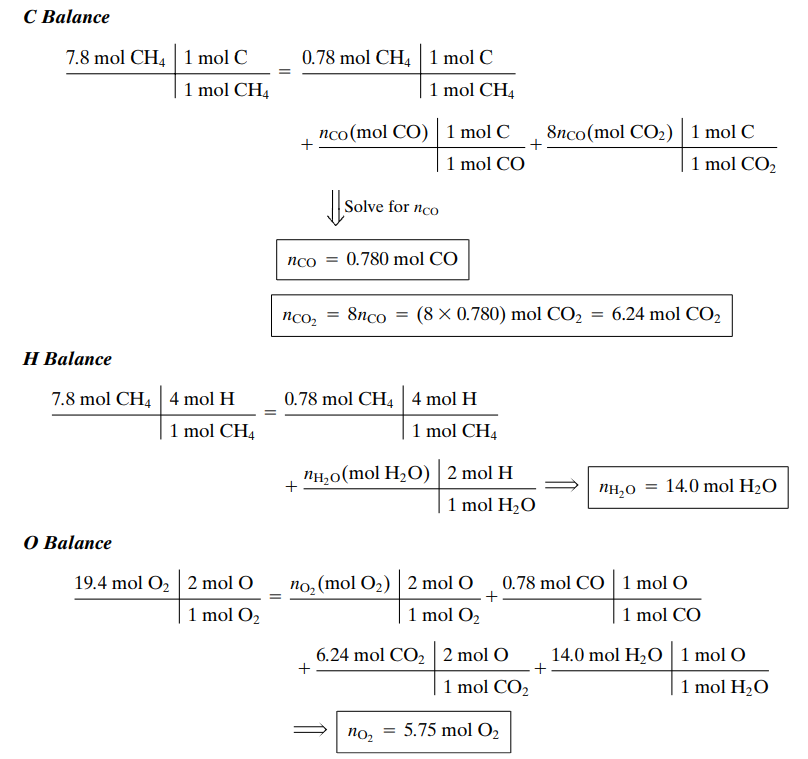 C Balance
7.8 mol CH₄ | 1 mol C = 0.78 mol CH₄ | 1 mol C
1 mol CH₄ 1 mol CH₄
+ nCO(mol CO) | 1 mol C + 8nCO(mol CO₂) | 1 mol C
1 mol CO 1 mol CO₂
⇓ Solve for nCO
nCO = 0.780 mol CO
nCO₂ = 8nCO = (8 × 0.780) mol CO₂ = 6.24 mol CO₂
H Balance
7.8 mol CH₄ | 4 mol H = 0.78 mol CH₄ | 4 mol H
1 mol CH₄ 1 mol CH₄
+ nH₂O(mol H₂O) | 2 mol H ⟹ nH₂O = 14.0 mol H₂O
1 mol H₂O
O Balance
19.4 mol O₂ | 2 mol O = nO₂(mol O₂) | 2 mol O + 0.78 mol CO | 1 mol O
1 mol O₂ 1 mol O₂ 1 mol CO
+ 6.24 mol CO₂ | 2 mol O + 14.0 mol H₂O | 1 mol O
1 mol CO₂ 1 mol H₂O
⟹ nO₂ = 5.75 mol O₂